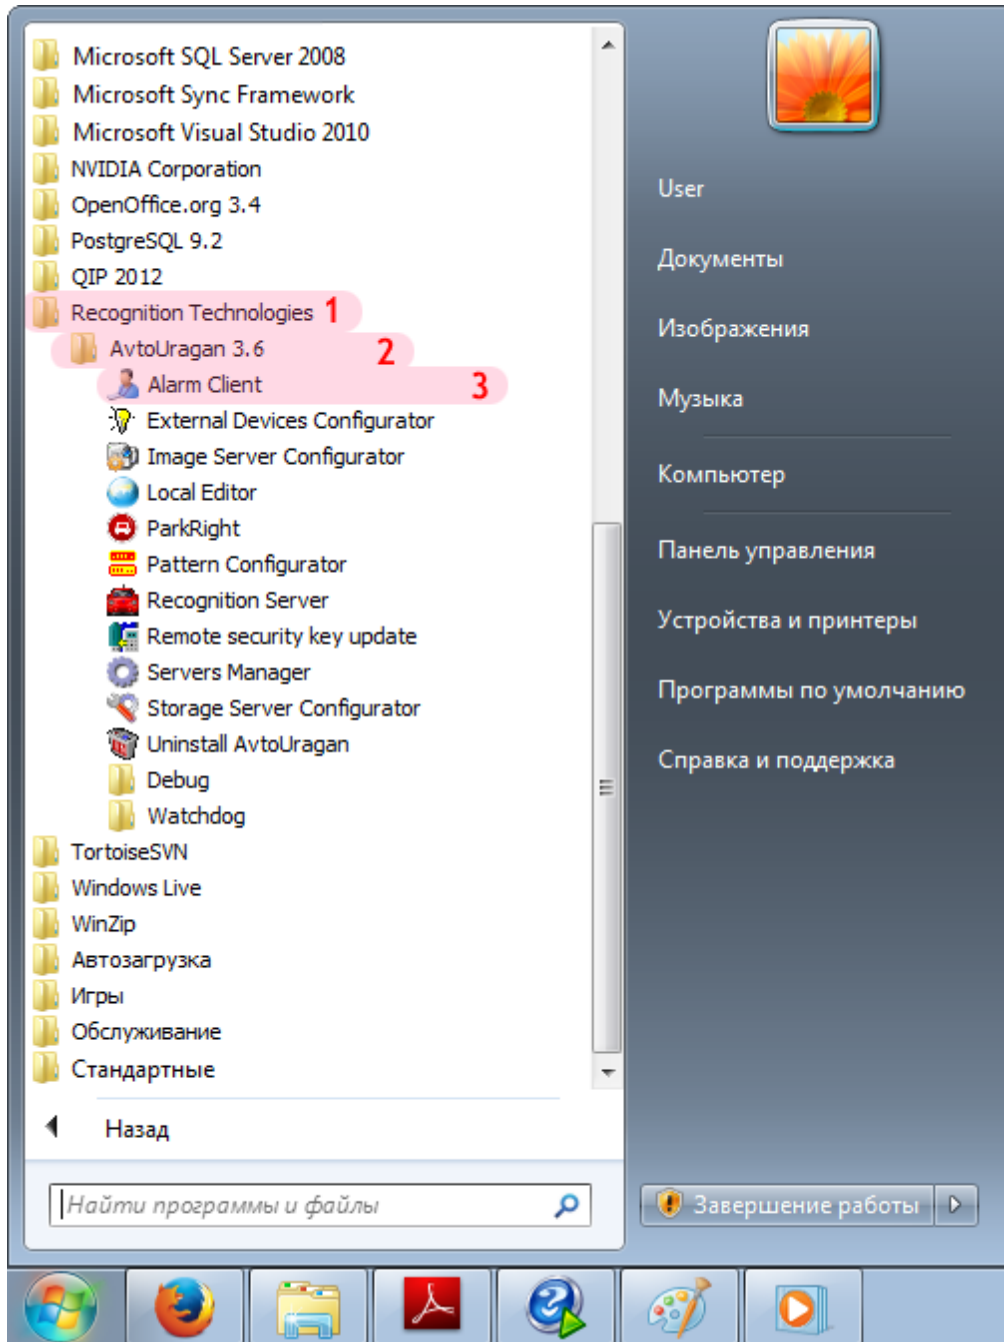 Microsoft SQL Server 2008
Microsoft Sync Framework
Microsoft Visual Studio 2010
NVIDIA Corporation
OpenOffice.org 3.4
PostgreSQL 9.2
QIP 2012
Recognition Technologies 1
AvtoUragan 3.6 2
Alarm Client 3
External Devices Configurator
Image Server Configurator
Local Editor
ParkRight
Pattern Configurator
Recognition Server
Remote security key update
Servers Manager
Storage Server Configurator
Uninstall AvtoUragan
Debug
Watchdog
TortoiseSVN
Windows Live
WinZip
Автозагрузка
Игры
Обслуживание
Стандартные
Назад
Найти программы и файлы
User
Документы
Изображения
Музыка
Компьютер
Панель управления
Устройства и принтеры
Программы по умолчанию
Справка и поддержка
Завершение работы